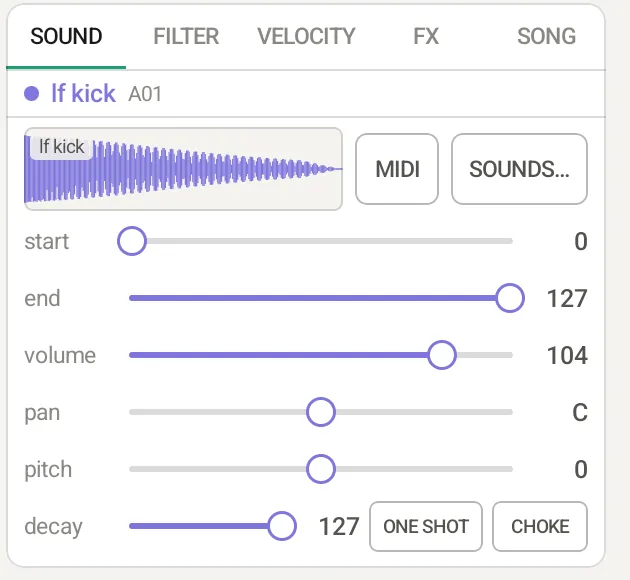 SOUND FILTER VELOCITY FX SONG
lf kick A01
lf kick MIDI SOUNDS...
start 0
end 127
volume 104
pan C
pitch 0
decay 127 ONE SHOT CHOKE